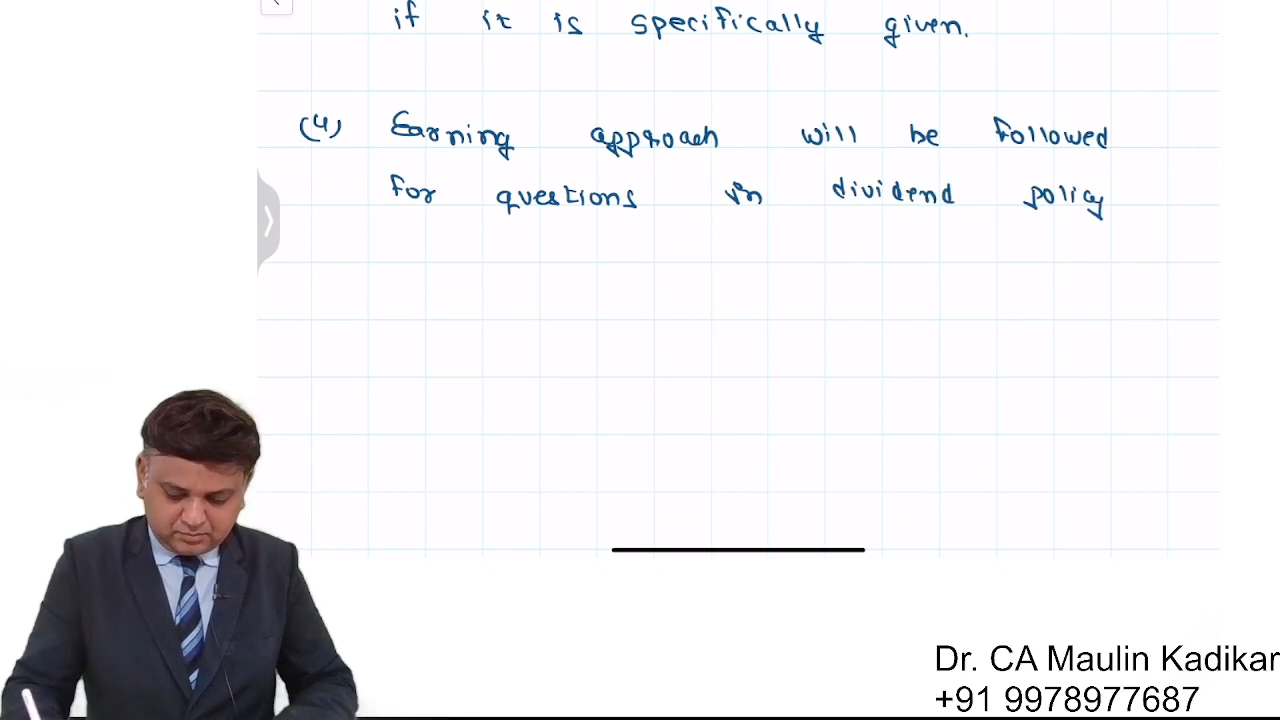 if it is specifically given.
(4) Earning approach will be followed
for questions in dividend policy
Dr. CA Maulin Kadikar
+91 9978977687